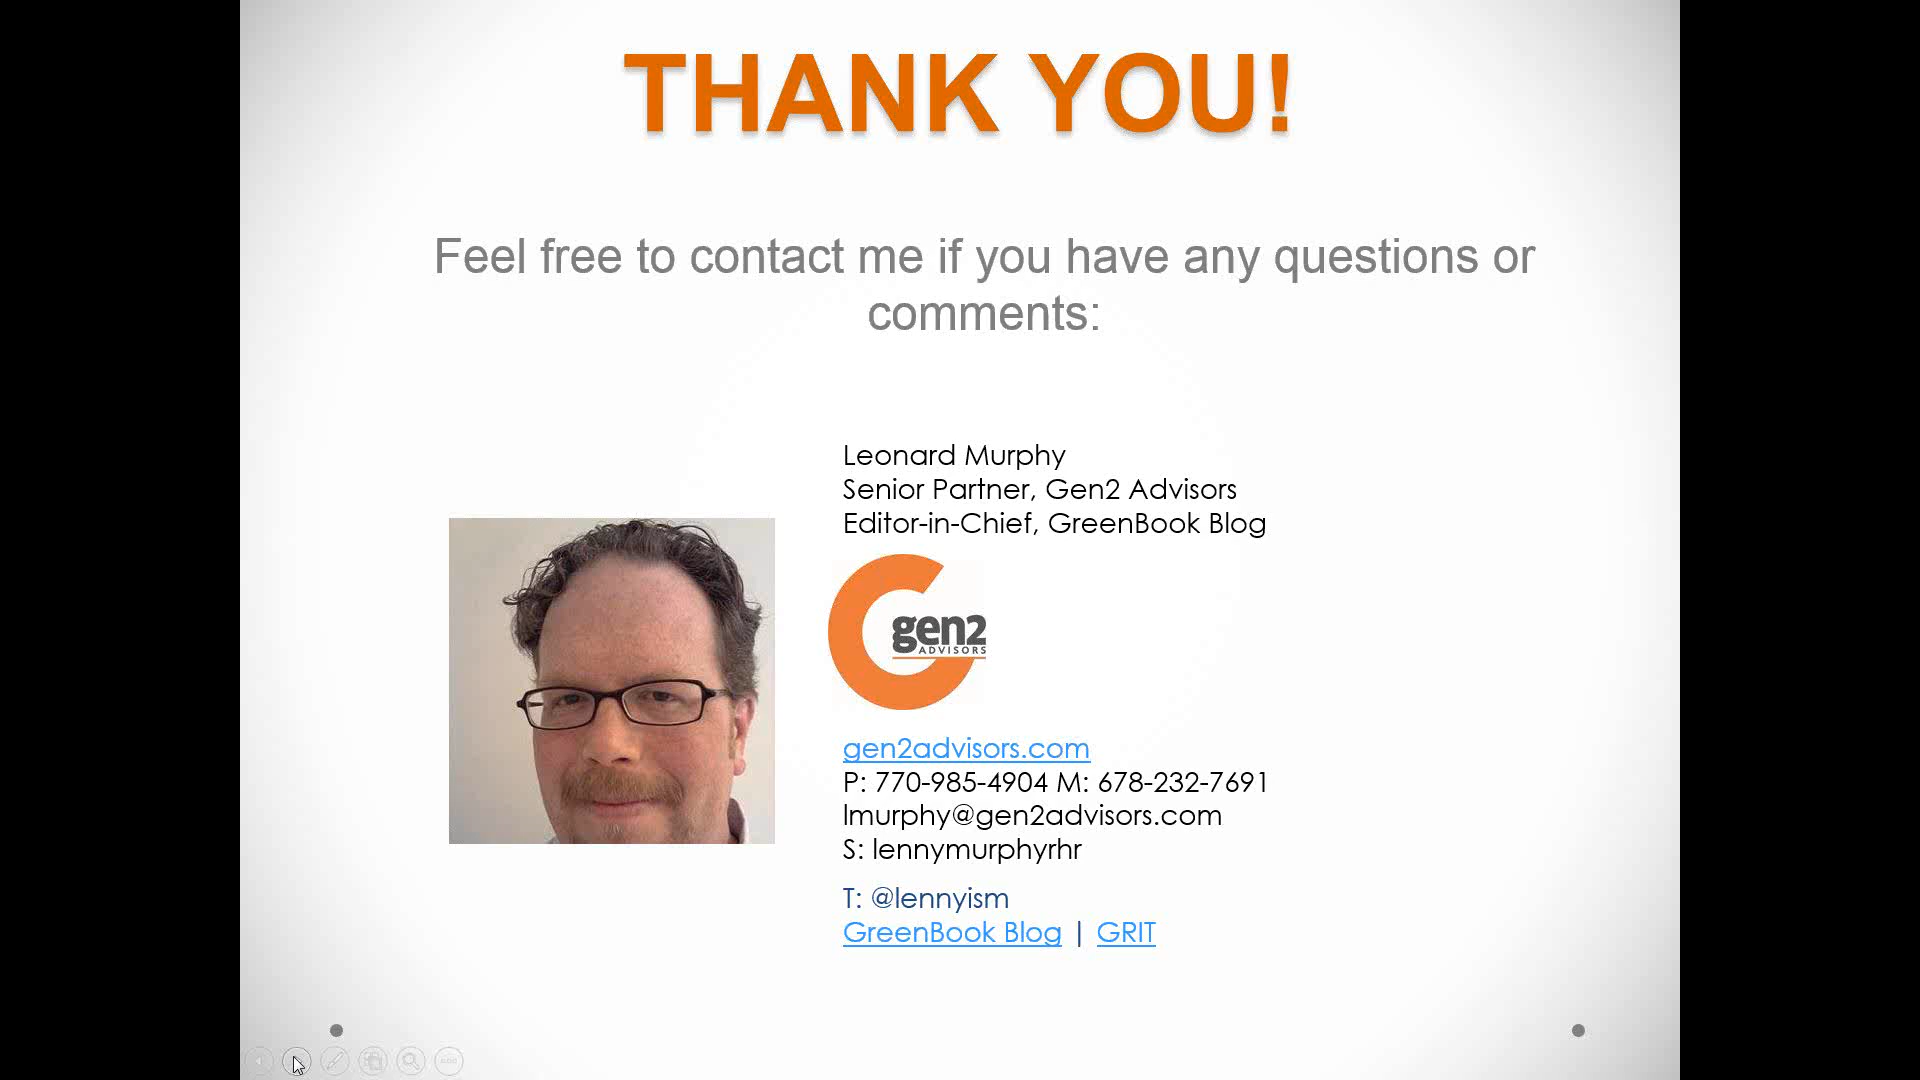 THANK YOU!
Feel free to contact me if you have any questions or
comments:
Leonard Murphy
Senior Partner, Gen2 Advisors
Editor-in-Chief, GreenBook Blog
gen2
ADVISORS
gen2advisors.com
P: 770-985-4904 M: 678-232-7691
lmurphy@gen2advisors.com
S: lennymurphyrhr
T: @lennyism
GreenBook Blog | GRIT